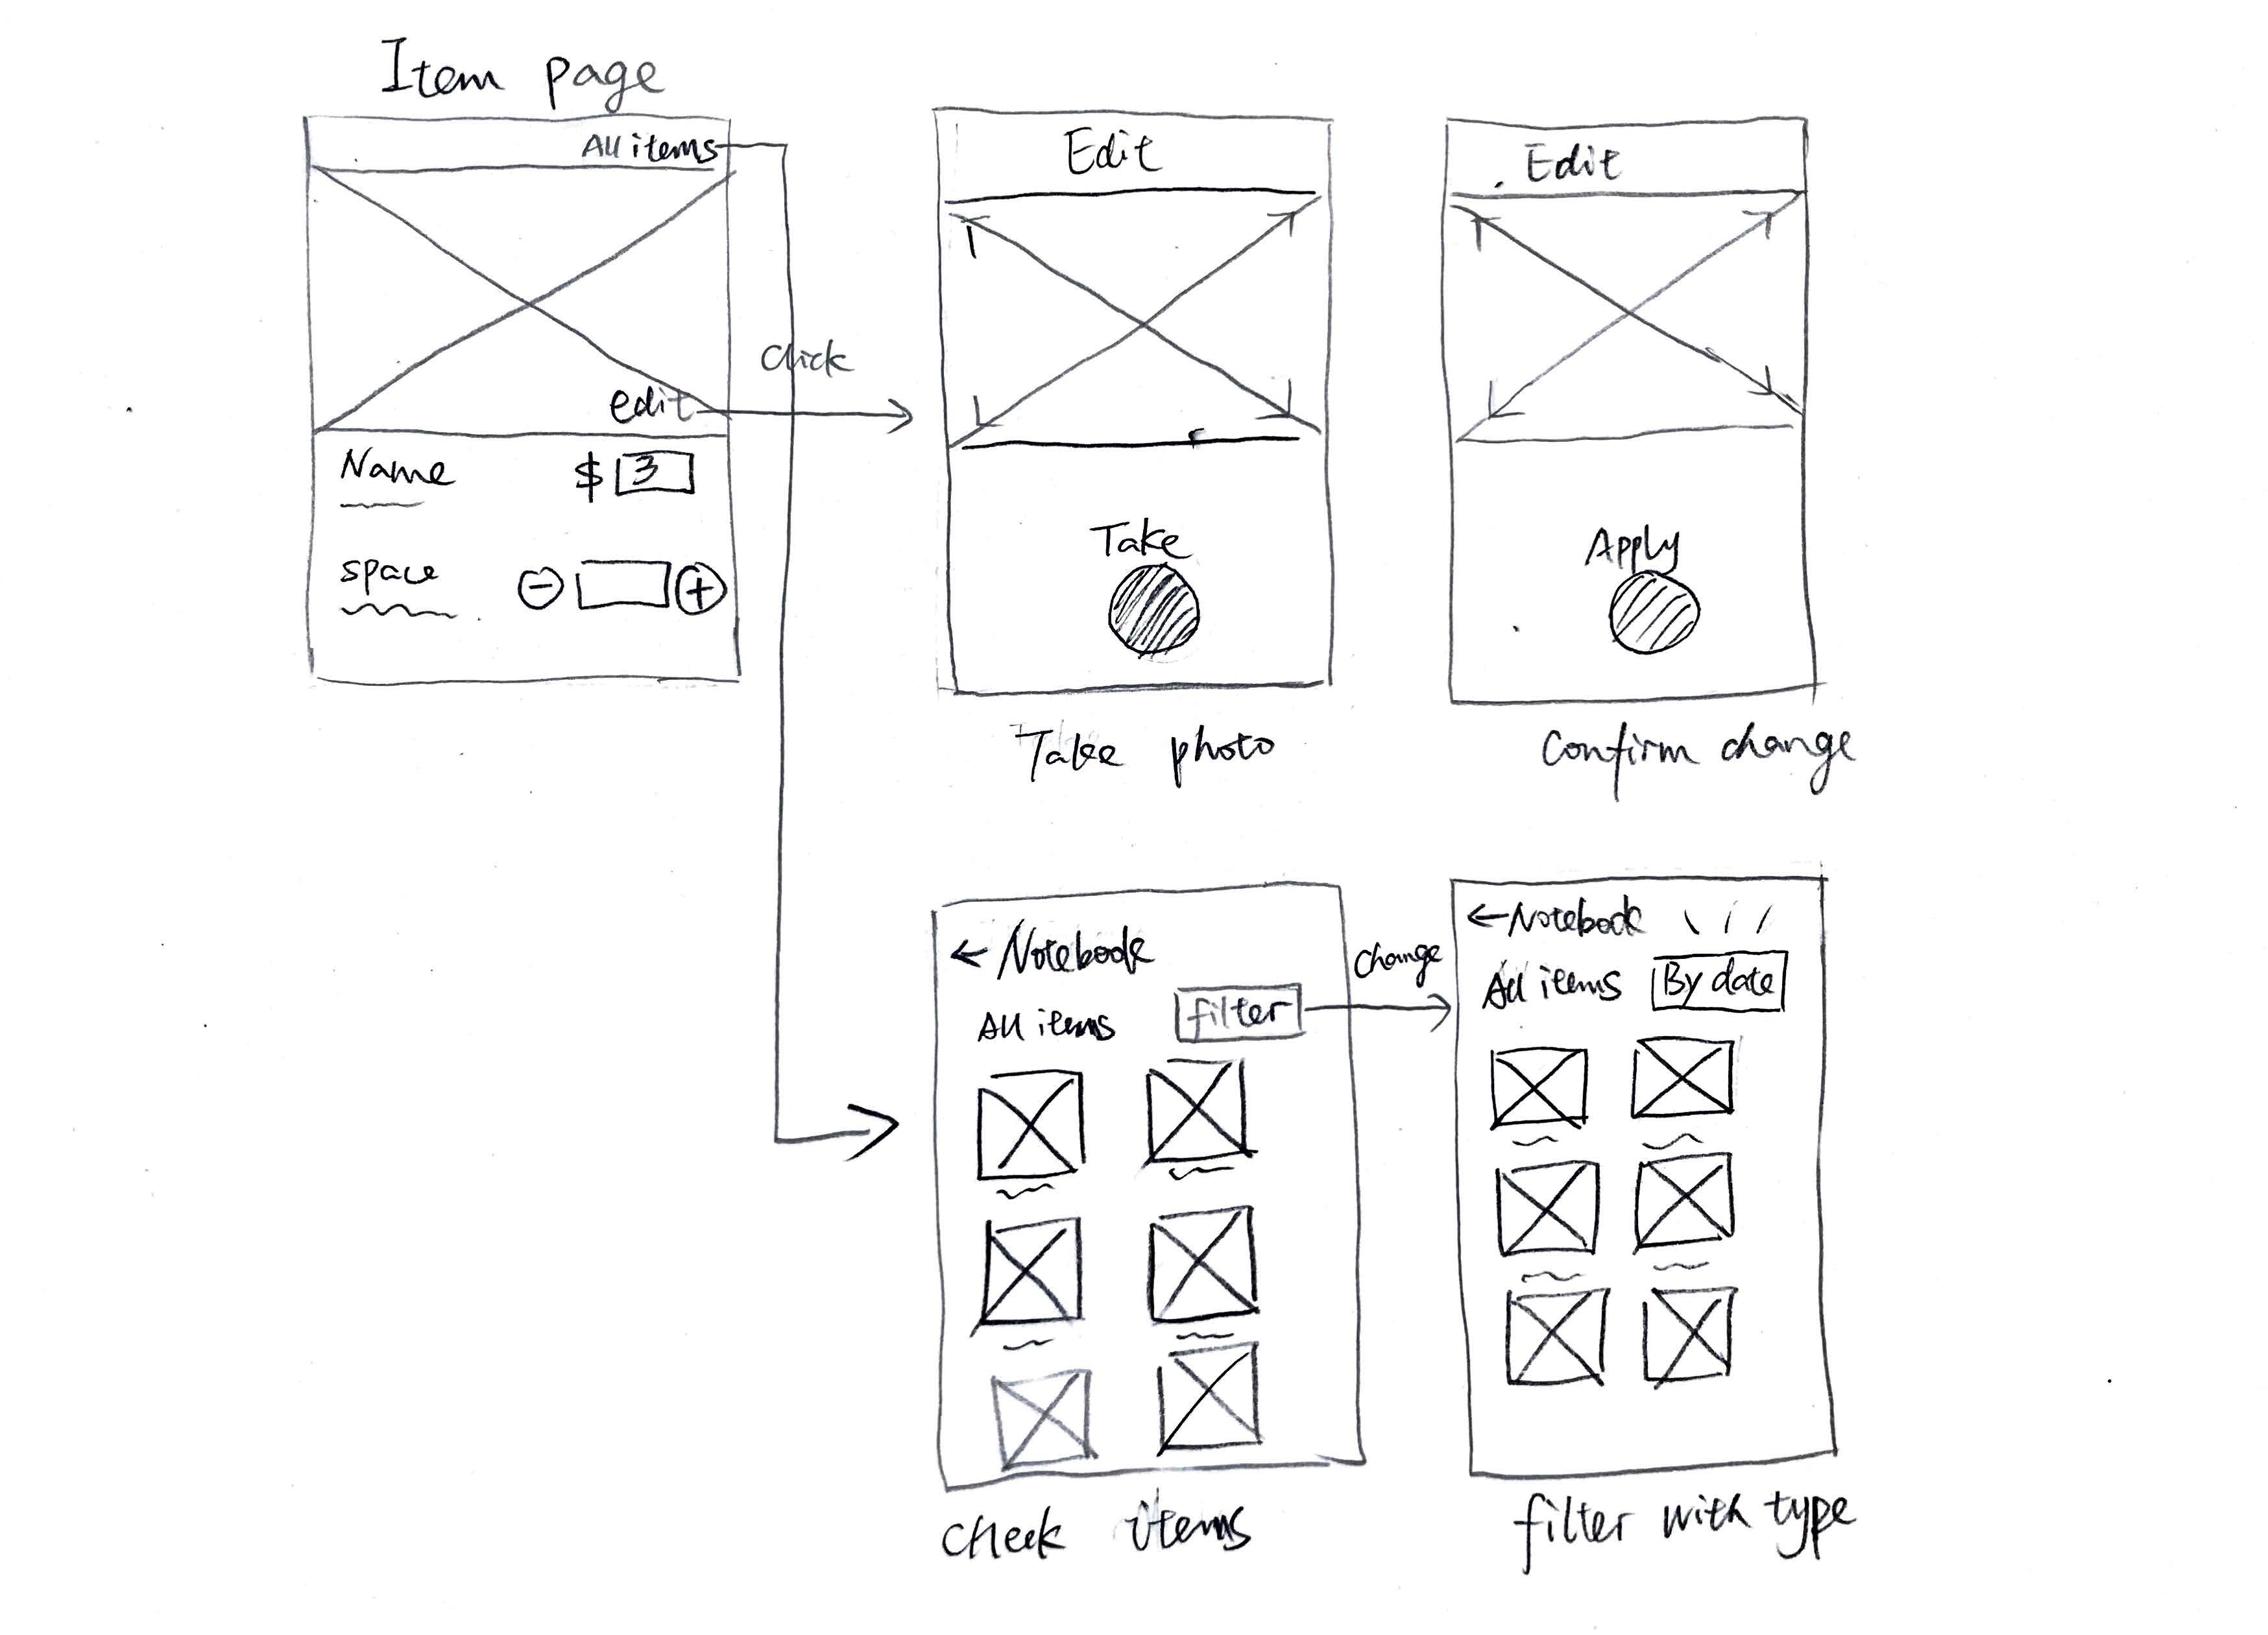 Item page
All items
edit
Name
$ 3
space
- +
Click
Edit
Take
Take photo
Edit
Apply
Confirm change
← Notebook
All items
filter
check items
change
← Notebook
All items
By date
filter with type